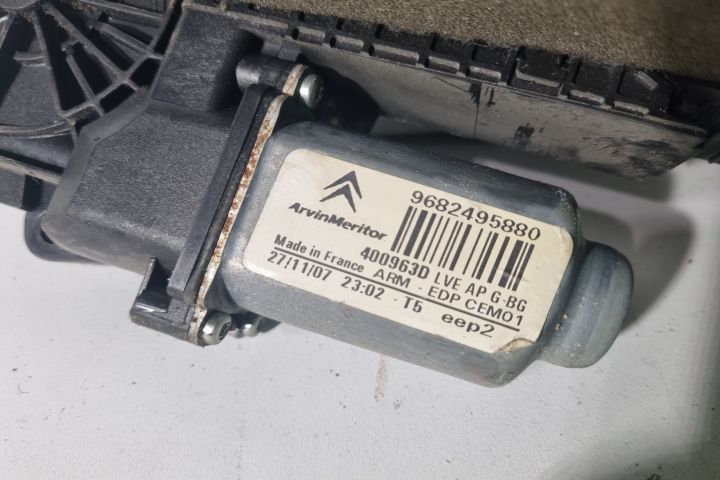 ArvinMeritor
9682495880
400963D LVE AP G-BG
Made in France ARM - EDP CEM01
27/11/07 23:02 - T5 eep2